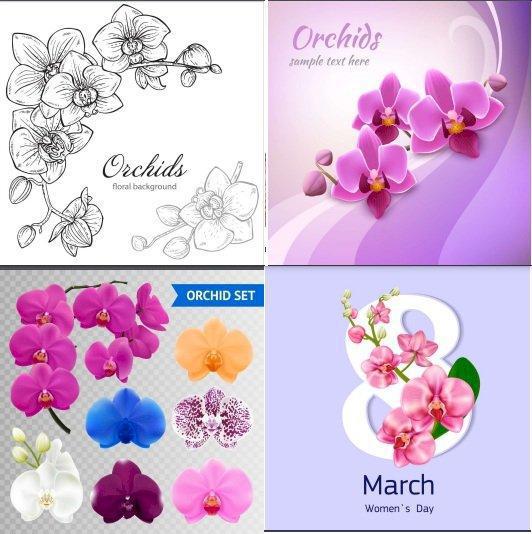 Orchids
floral background
Orchids
sample text here
ORCHID SET
8
March
Women`s Day